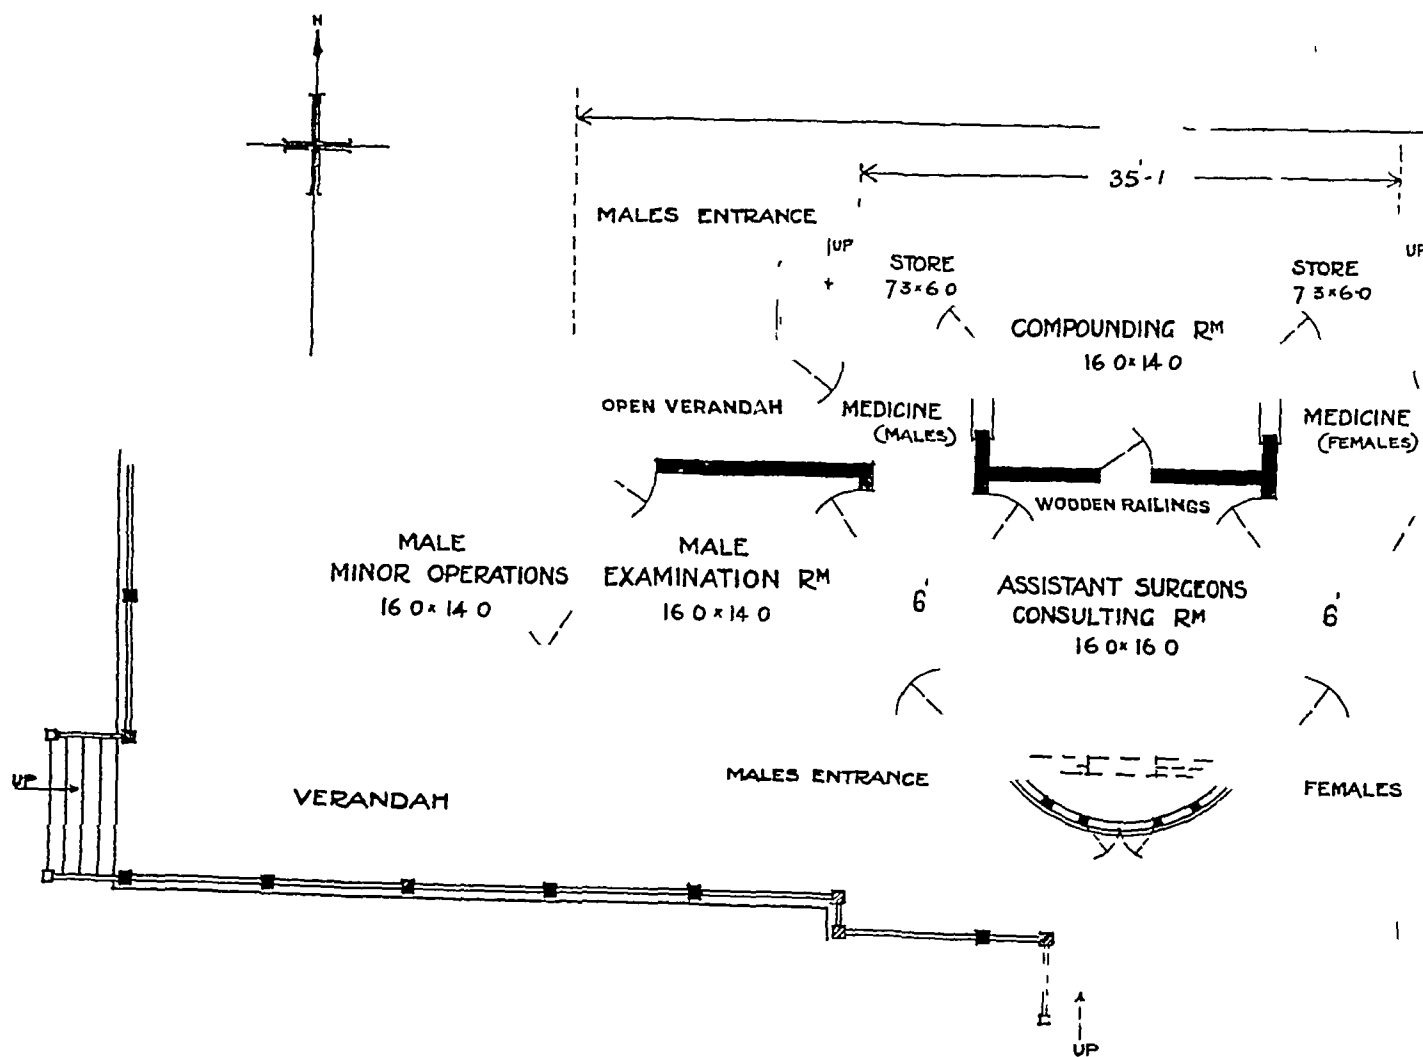 N
35'-1
MALES ENTRANCE
UP
UP
STORE
7 3×6 0
STORE
7 3×6·0
COMPOUNDING RM
16 0×14 0
OPEN VERANDAH
MEDICINE
(MALES)
MEDICINE
(FEMALES)
WOODEN RAILINGS
MALE
MINOR OPERATIONS
16 0×14 0
MALE
EXAMINATION RM
16 0×14 0
6'
ASSISTANT SURGEONS
CONSULTING RM
16 0×16 0
6'
UP
VERANDAH
MALES ENTRANCE
FEMALES
UP